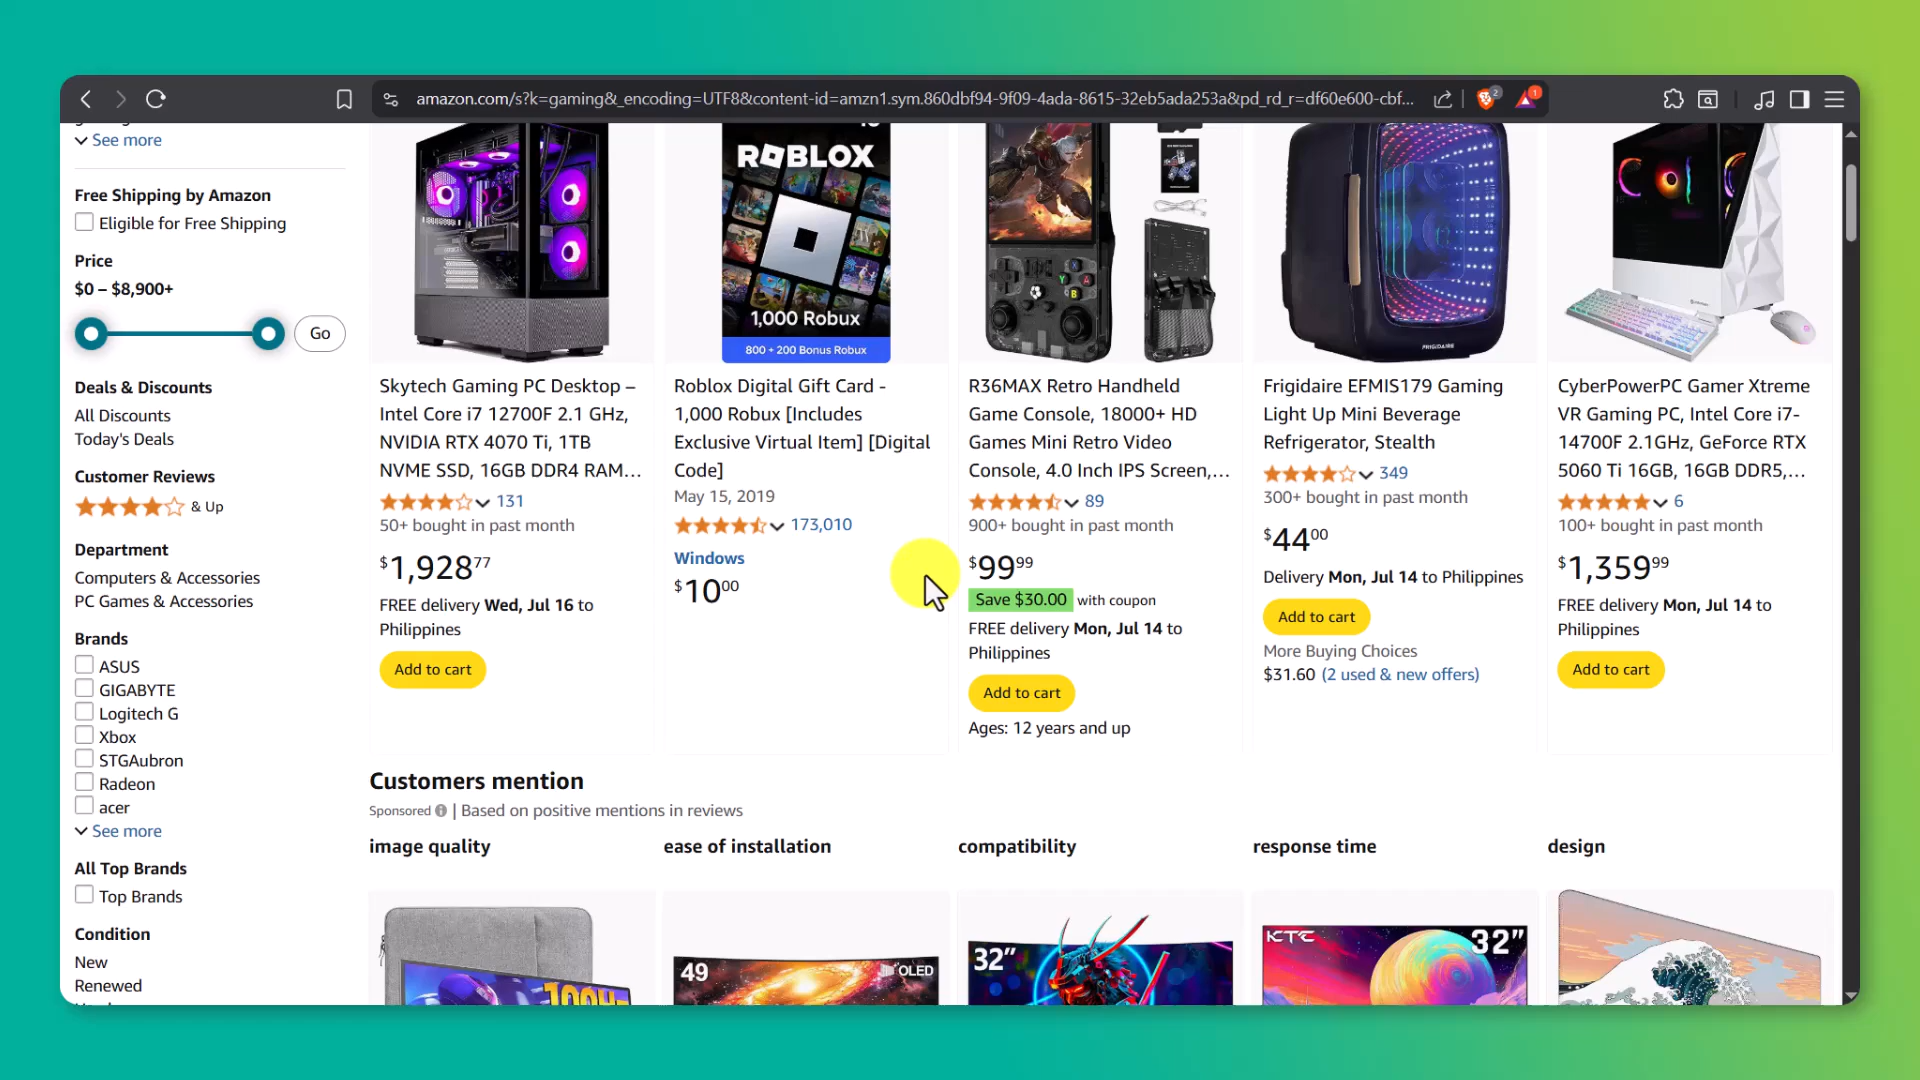 amazon.com/s?k=gaming&_encoding=UTF8&content-id=amzn1.sym.860dbf94-9f09-4ada-8615-32eb5ada253a&pd_rd_r=df60e600-cbf...
2
1
See more
Free Shipping by Amazon
Eligible for Free Shipping
Price
$0 – $8,900+
Go
Deals & Discounts
All Discounts
Today's Deals
Customer Reviews
& Up
Department
Computers & Accessories
PC Games & Accessories
Brands
ASUS
GIGABYTE
Logitech G
Xbox
STGAubron
Radeon
acer
See more
All Top Brands
Top Brands
Condition
New
Renewed
Skytech Gaming PC Desktop –
Intel Core i7 12700F 2.1 GHz,
NVIDIA RTX 4070 Ti, 1TB
NVME SSD, 16GB DDR4 RAM...
131
50+ bought in past month
$1,928 77
FREE delivery Wed, Jul 16 to
Philippines
Add to cart
ROBLOX
1,000 Robux
800 + 200 Bonus Robux
Roblox Digital Gift Card -
1,000 Robux [Includes
Exclusive Virtual Item] [Digital
Code]
May 15, 2019
173,010
Windows
$10 00
R36MAX Retro Handheld
Game Console, 18000+ HD
Games Mini Retro Video
Console, 4.0 Inch IPS Screen,...
89
900+ bought in past month
$99 99
Save $30.00 with coupon
FREE delivery Mon, Jul 14 to
Philippines
Add to cart
Ages: 12 years and up
FRIGIDAIRE
Frigidaire EFMIS179 Gaming
Light Up Mini Beverage
Refrigerator, Stealth
349
300+ bought in past month
$44 00
Delivery Mon, Jul 14 to Philippines
Add to cart
More Buying Choices
$31.60 (2 used & new offers)
CyberPowerPC Gamer Xtreme
VR Gaming PC, Intel Core i7-
14700F 2.1GHz, GeForce RTX
5060 Ti 16GB, 16GB DDR5,...
6
100+ bought in past month
$1,359 99
FREE delivery Mon, Jul 14 to
Philippines
Add to cart
Customers mention
Sponsored | Based on positive mentions in reviews
image quality
ease of installation
compatibility
response time
design
49
OLED
32"
KTC
32"